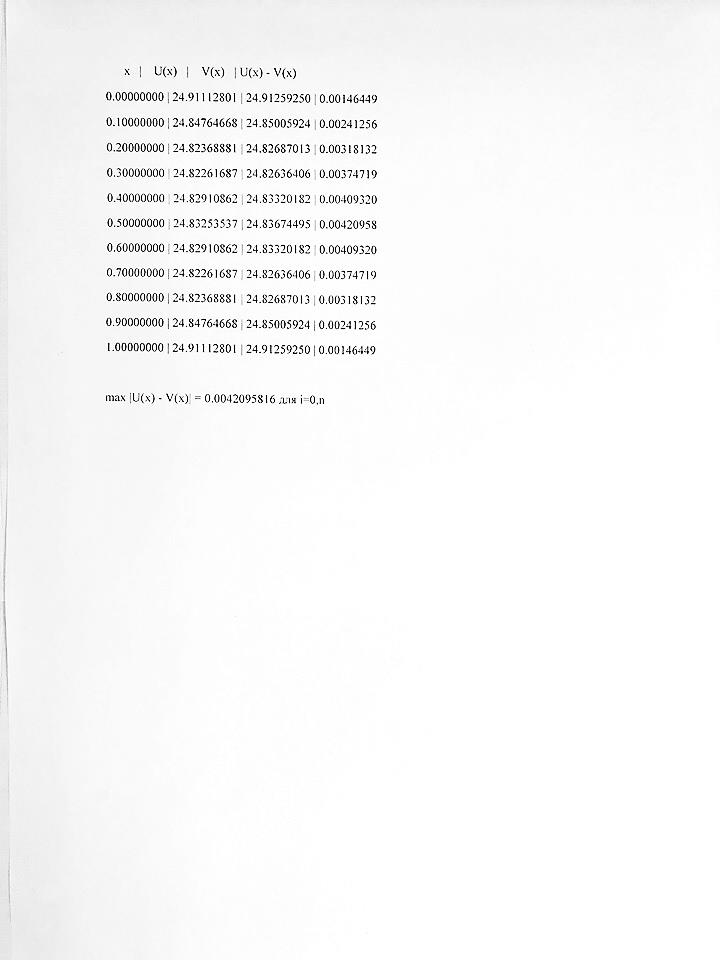 x | U(x) | V(x) | U(x) - V(x)
0.00000000 | 24.91112801 | 24.91259250 | 0.00146449
0.10000000 | 24.84764668 | 24.85005924 | 0.00241256
0.20000000 | 24.82368881 | 24.82687013 | 0.00318132
0.30000000 | 24.82261687 | 24.82636406 | 0.00374719
0.40000000 | 24.82910862 | 24.83320182 | 0.00409320
0.50000000 | 24.83253537 | 24.83674495 | 0.00420958
0.60000000 | 24.82910862 | 24.83320182 | 0.00409320
0.70000000 | 24.82261687 | 24.82636406 | 0.00374719
0.80000000 | 24.82368881 | 24.82687013 | 0.00318132
0.90000000 | 24.84764668 | 24.85005924 | 0.00241256
1.00000000 | 24.91112801 | 24.91259250 | 0.00146449
max |U(x) - V(x)| = 0.0042095816 для i=0,n